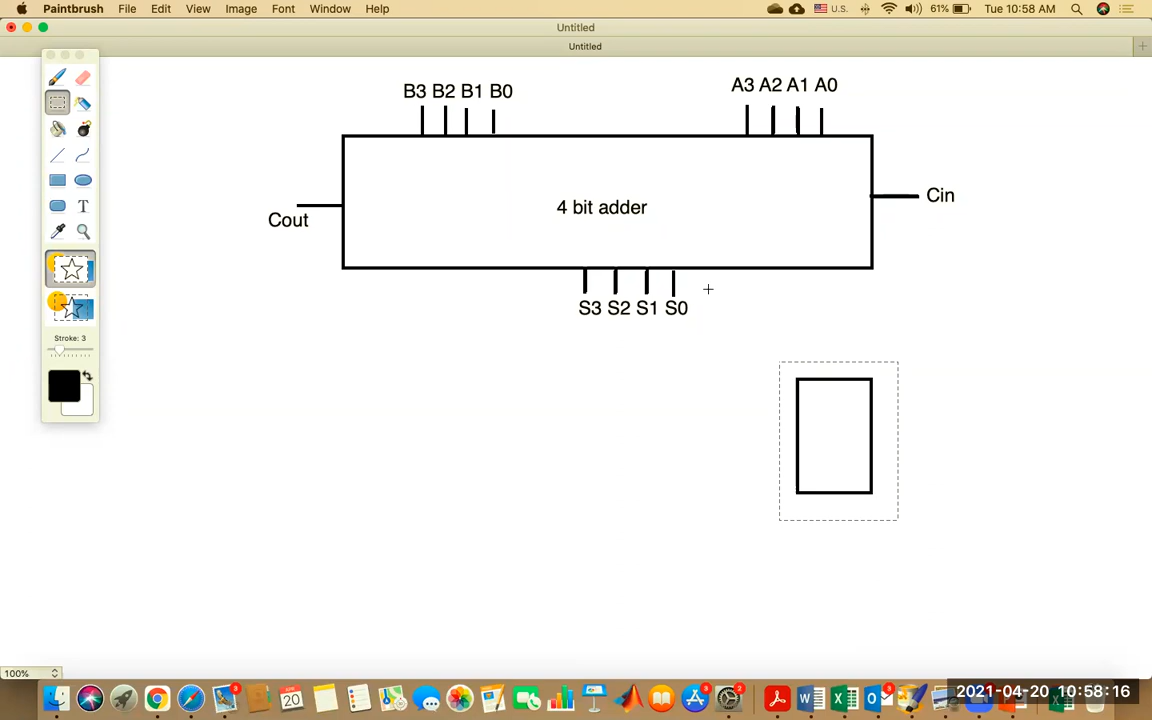 Paintbrush File Edit View Image Font Window Help
U.S. 61% Tue 10:58 AM
Untitled
Untitled
B3 B2 B1 B0
A3 A2 A1 A0
4 bit adder
Cin
Cout
S3 S2 S1 S0
T
Stroke: 3
100%
2021-04-20 10:58:16